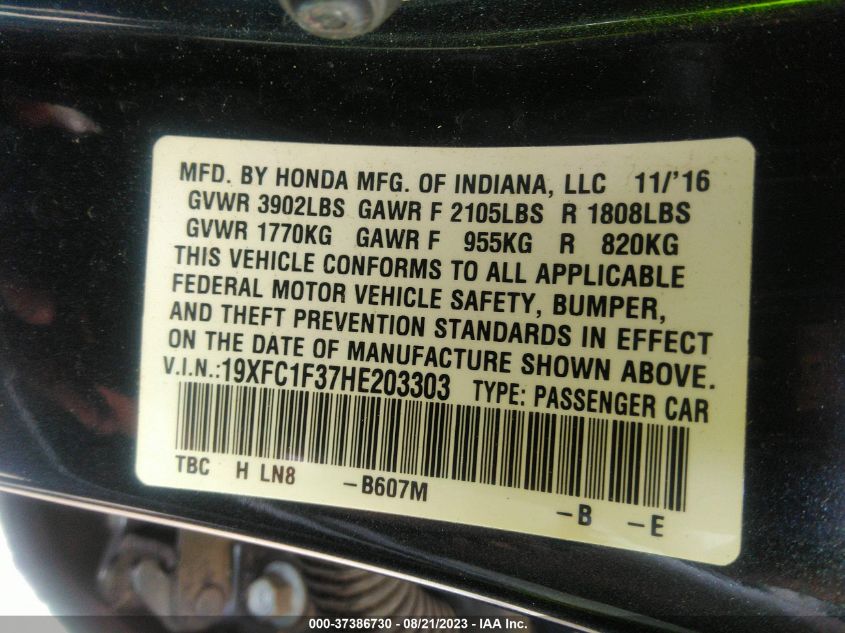 MFD. BY HONDA MFG. OF INDIANA, LLC 11/'16
GVWR 3902LBS GAWR F 2105LBS R 1808LBS
GVWR 1770KG GAWR F 955KG R 820KG
THIS VEHICLE CONFORMS TO ALL APPLICABLE
FEDERAL MOTOR VEHICLE SAFETY, BUMPER,
AND THEFT PREVENTION STANDARDS IN EFFECT
ON THE DATE OF MANUFACTURE SHOWN ABOVE.
V.I.N.:19XFC1F37HE203303 TYPE: PASSENGER CAR
TBC H LN8 -B607M -B -E
000-37386730 - 08/21/2023 - IAA Inc.